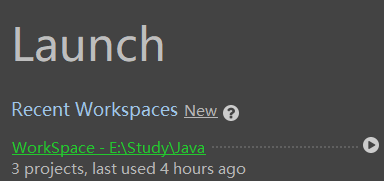 Launch
Recent Workspaces New ?
WorkSpace - E:\Study\Java
3 projects, last used 4 hours ago